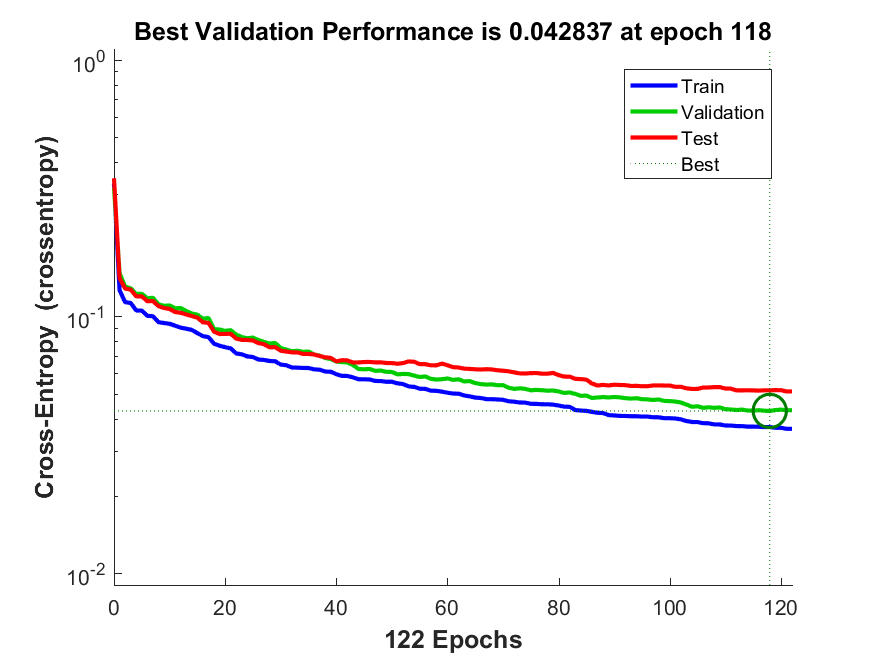 Best Validation Performance is 0.042837 at epoch 118
Cross-Entropy (crossentropy)
10^0
10^-1
10^-2
Train
Validation
Test
Best
0 20 40 60 80 100 120
122 Epochs